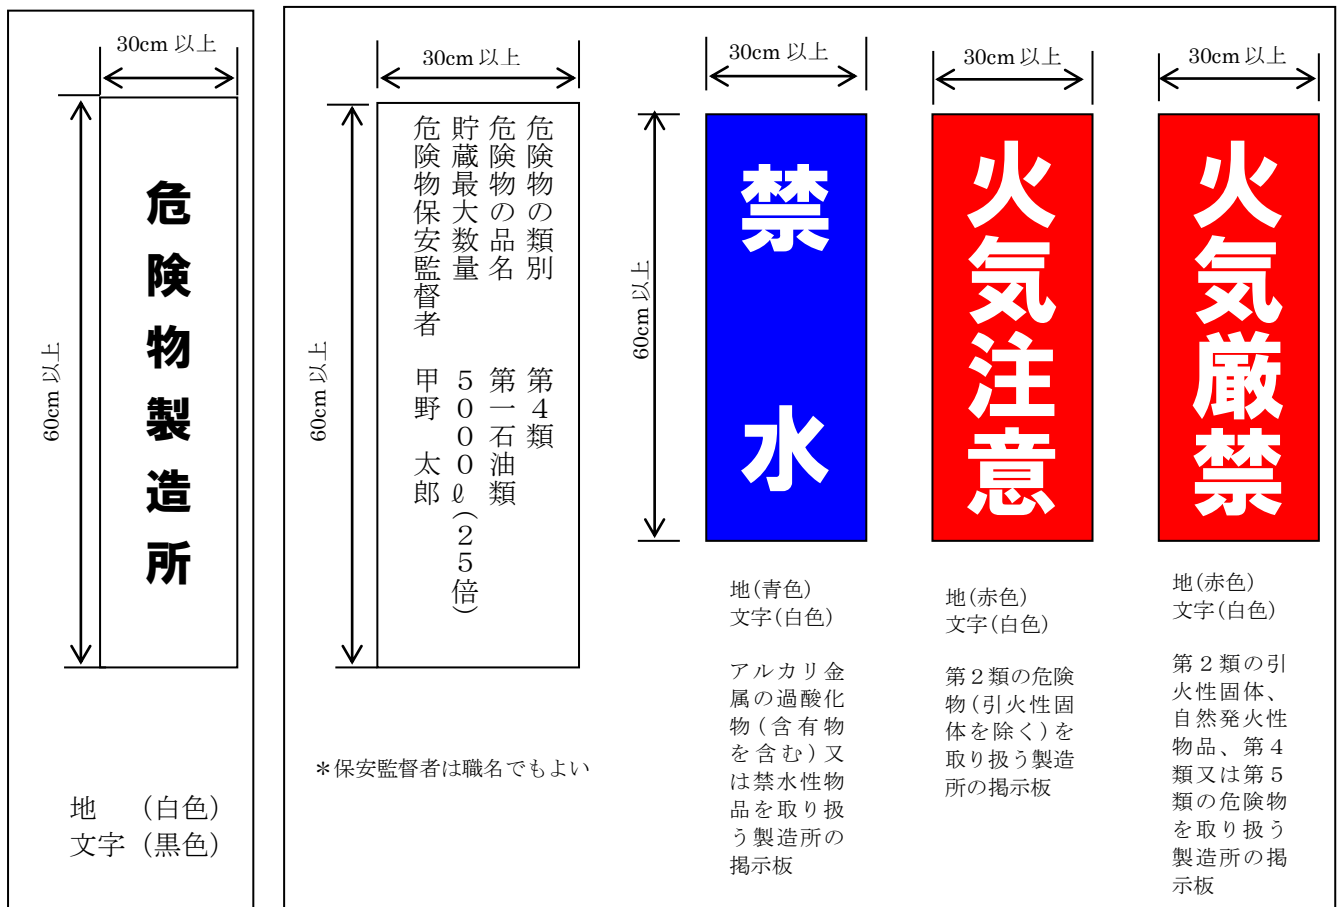 30cm 以上
60cm 以上
危険物製造所
地　（白色）
文字（黒色）
30cm 以上
60cm 以上
危険物の類別　第４類
危険物の品名　第一石油類
貯蔵最大数量　５０００ℓ（２５倍）
危険物保安監督者　甲野　太郎
＊保安監督者は職名でもよい
30cm 以上
60cm 以上
禁水
地(青色)
文字(白色)
アルカリ金
属の過酸化
物(含有物
を含む)又
は禁水性物
品を取り扱
う製造所の
掲示板
30cm 以上
火気注意
地(赤色)
文字(白色)
第２類の危険
物(引火性固
体を除く)を
取り扱う製造
所の掲示板
30cm 以上
火気厳禁
地(赤色)
文字(白色)
第２類の引
火性固体、
自然発火性
物品、第４
類又は第５
類の危険物
を取り扱う
製造所の掲
示板